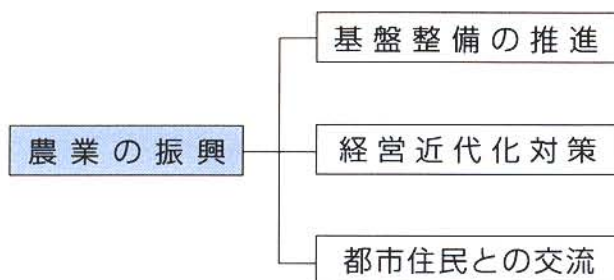 農業の振興
基盤整備の推進
経営近代化対策
都市住民との交流